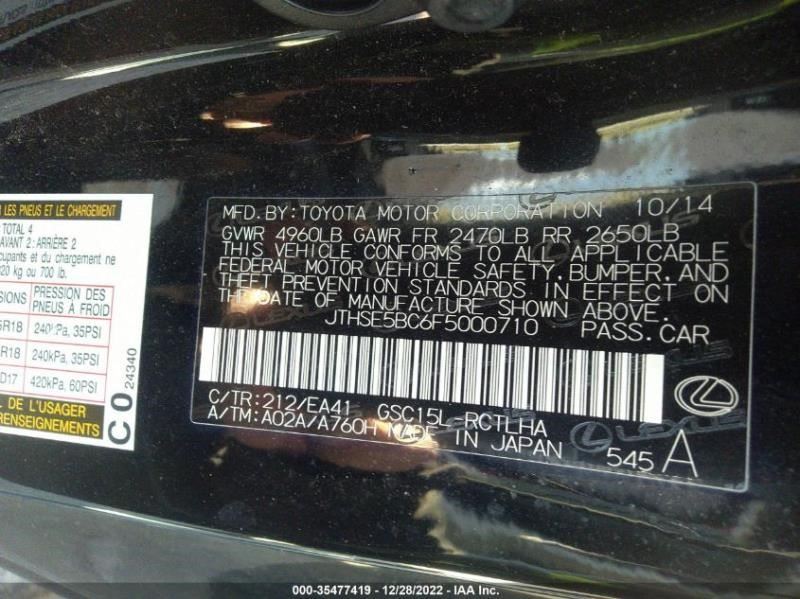 LES PNEUS ET LE CHARGEMENT
TOTAL 4
AVANT 2 : ARRIÈRE 2
cupants et du chargement ne
320 kg ou 700 lb.
PRESSION DES
PNEUS À FROID
R18 240kPa, 35PSI
R18 240kPa, 35PSI
D17 420kPa, 60PSI
L DE L'USAGER
RENSEIGNEMENTS
C0
24340
MFD.BY:TOYOTA MOTOR CORPORATION 10/14
GVWR 4960LB GAWR FR 2470LB RR 2650LB
THIS VEHICLE CONFORMS TO ALL APPLICABLE
FEDERAL MOTOR VEHICLE SAFETY,BUMPER,AND
THEFT PREVENTION STANDARDS IN EFFECT ON
THE DATE OF MANUFACTURE SHOWN ABOVE.
JTHSE5BC6F5000710 PASS.CAR
C/TR:212/EA41 GSC15L-RCTLHA
A/TM:A02A/A760H MADE IN JAPAN
545 A
LEXUS
000-35477419 • 12/28/2022 — IAA Inc.